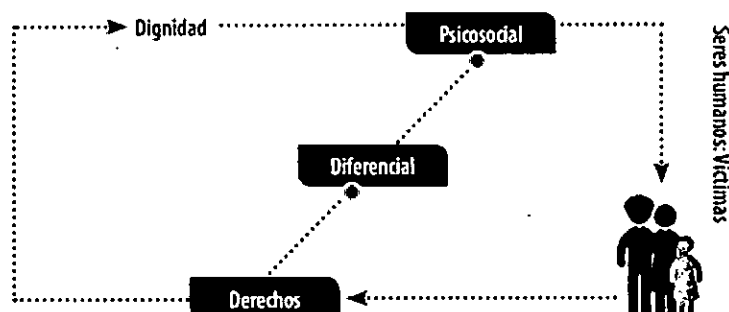 Dignidad
Psicosocial
Seres humanos: Víctimas
Diferencial
Derechos